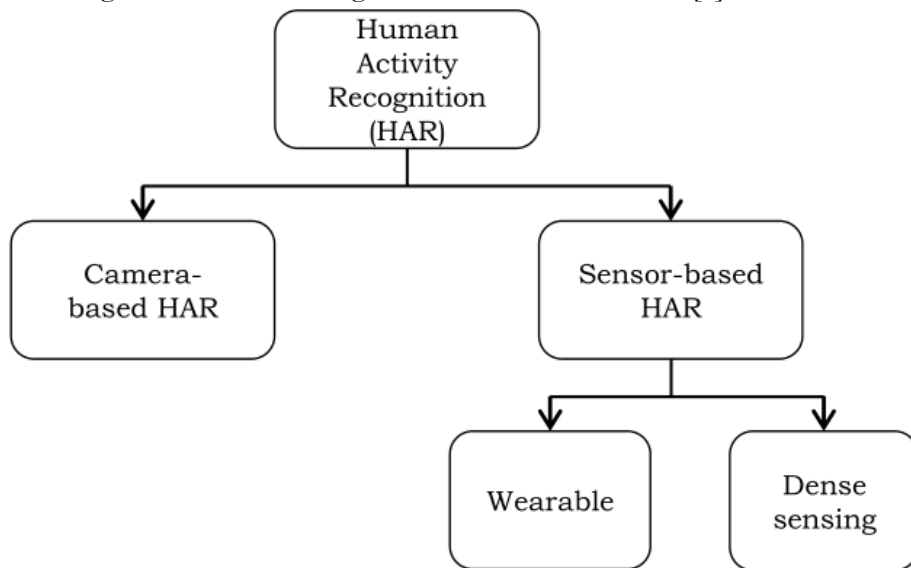 Human
Activity
Recognition
(HAR)
Camera-
based HAR
Sensor-based
HAR
Wearable
Dense
sensing